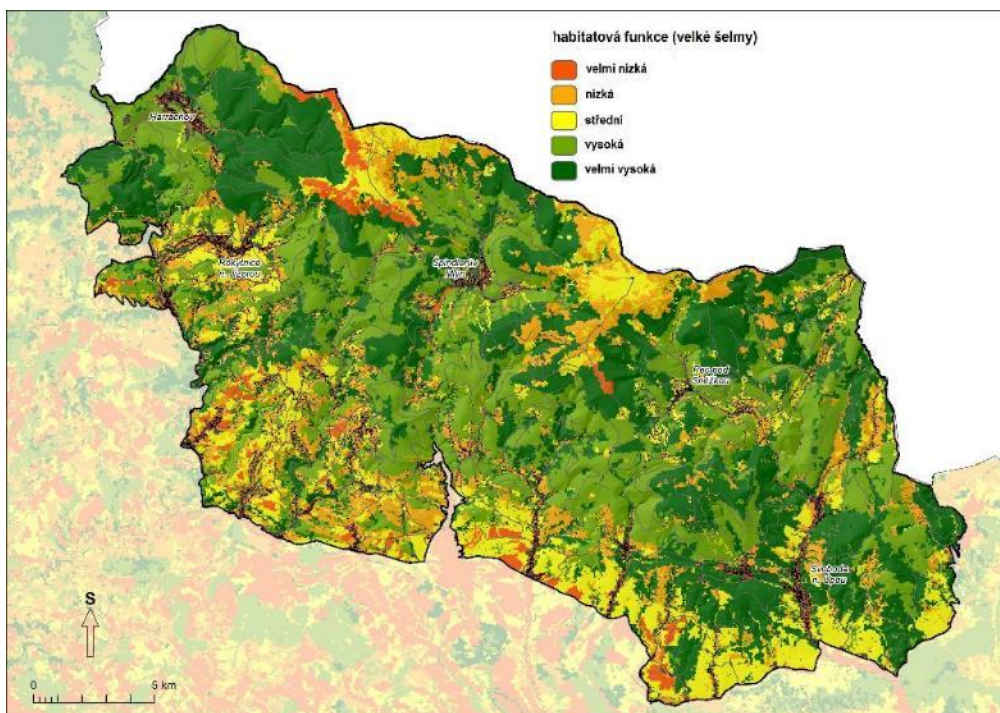 habitatová funkce (velké šelmy)
velmi nízká
nízká
střední
vysoká
velmi vysoká
Harrachov
Rokytnice
n. Jizerou
Špindlerův
Mlýn
Pec pod
Sněžkou
Svoboda
n. Úpou
S
0
5 km